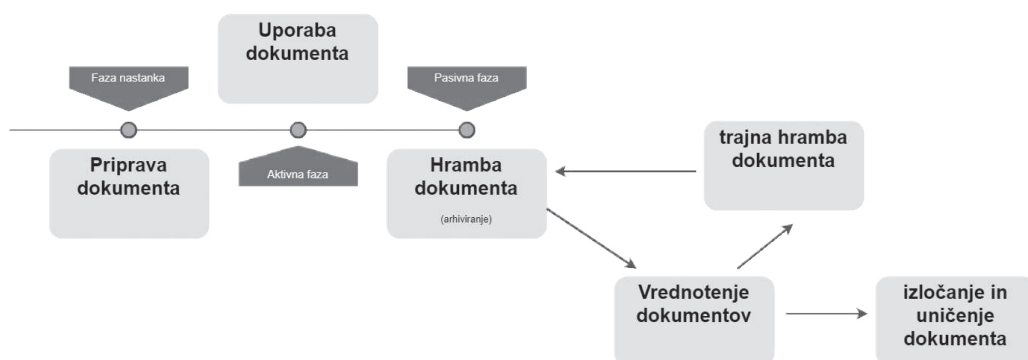 Uporaba
dokumenta
Faza nastanka
Pasivna faza
Priprava
dokumenta
Aktivna faza
Hramba
dokumenta
(arhiviranje)
trajna hramba
dokumenta
Vrednotenje
dokumentov
izločanje in
uničenje
dokumenta